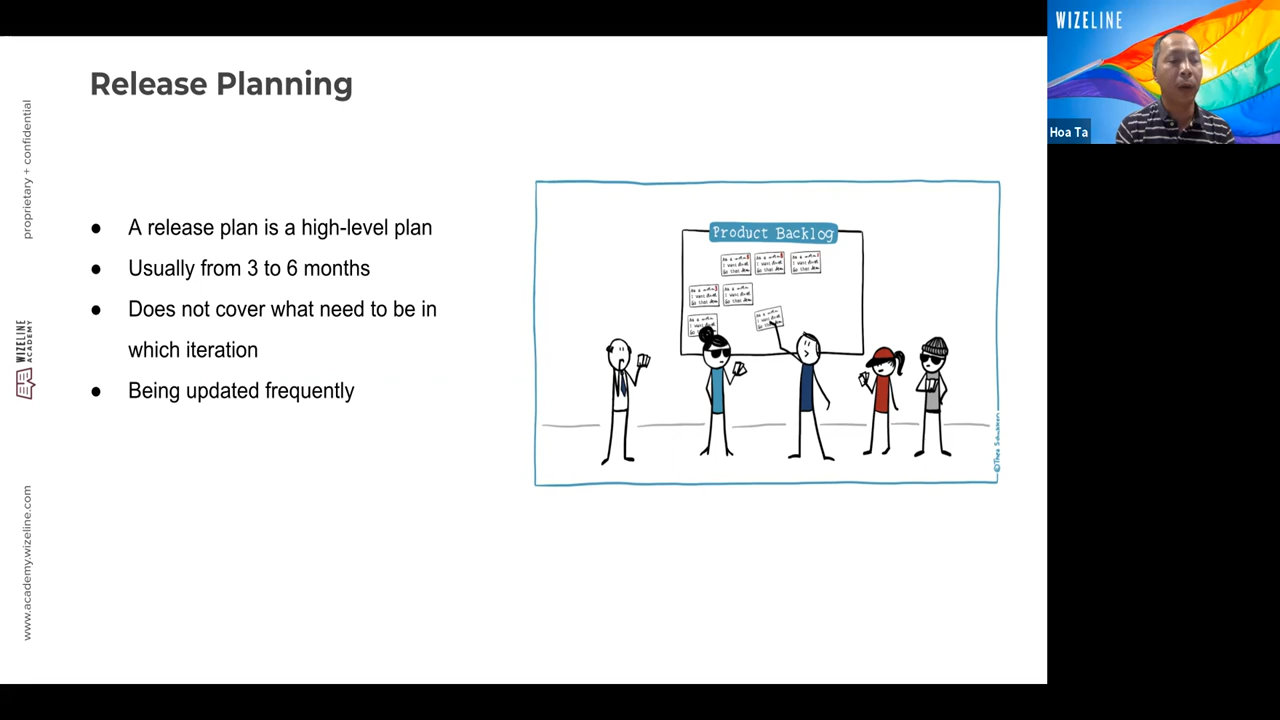 Release Planning
● A release plan is a high-level plan
● Usually from 3 to 6 months
● Does not cover what need to be in
which iteration
● Being updated frequently
Product Backlog
proprietary + confidential
WIZELINE
ACADEMY
www.academy.wizeline.com
WIZELINE
Hoa Ta